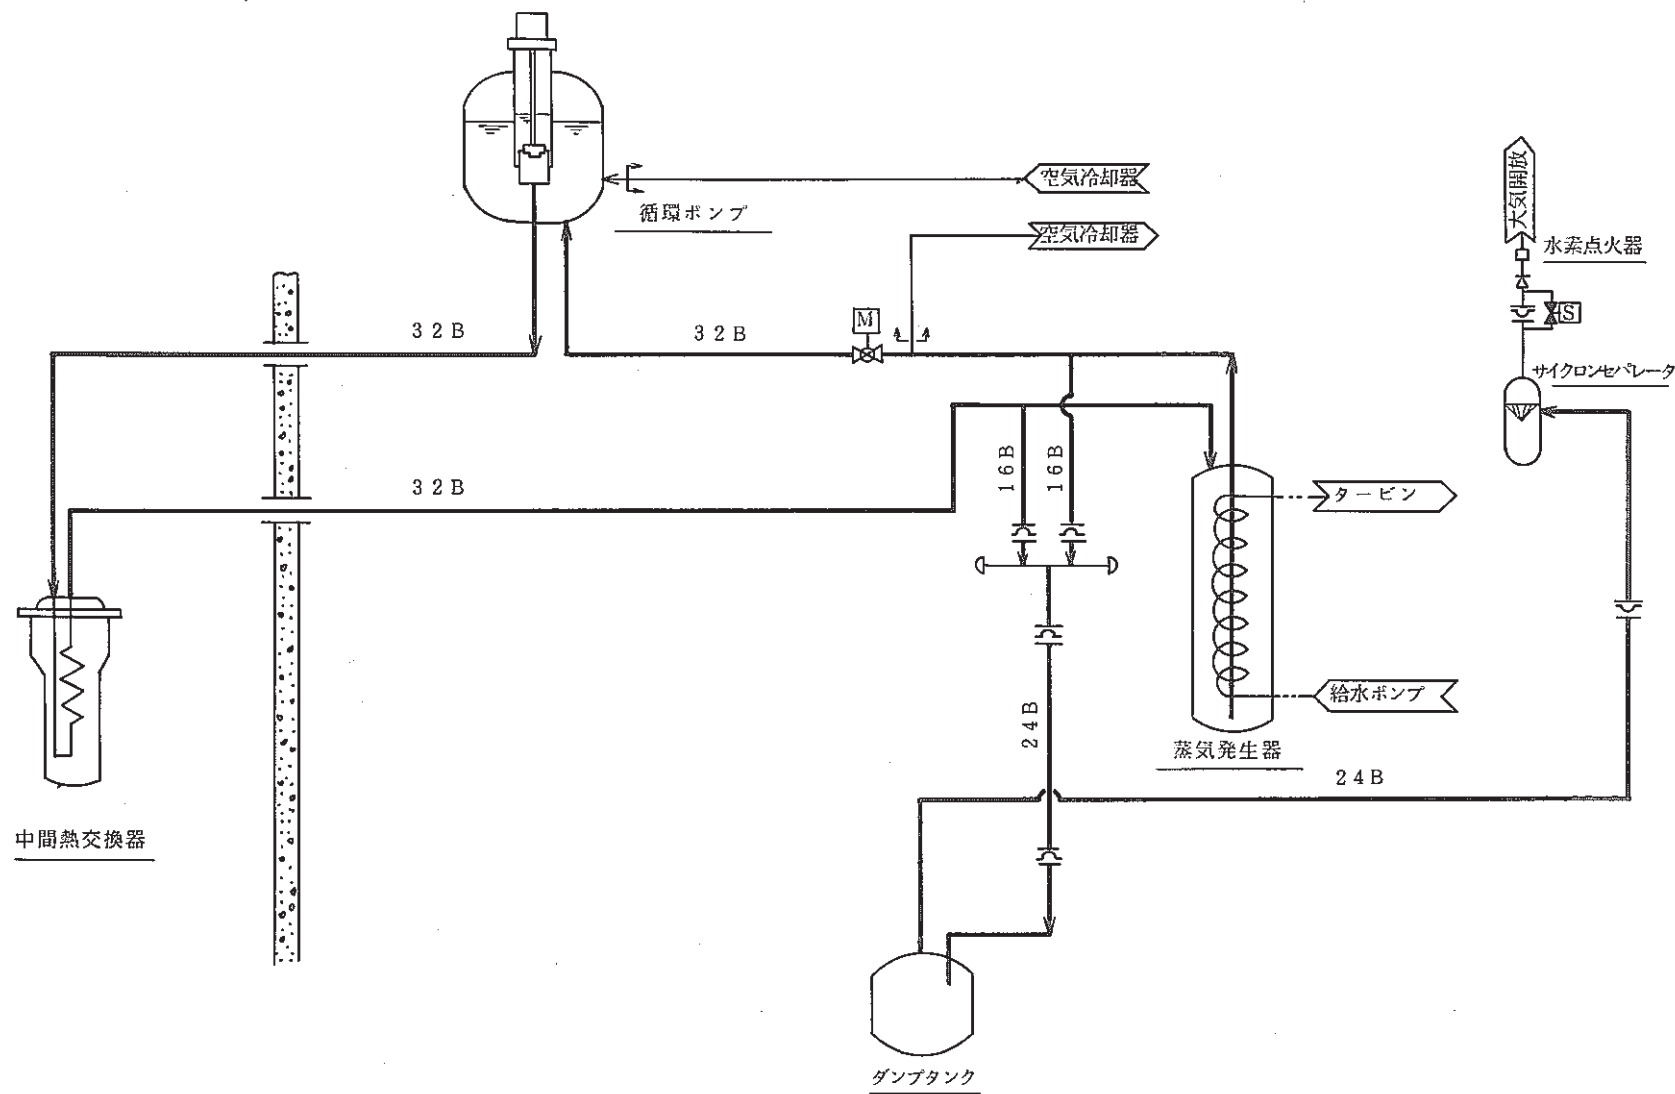 空気冷却器
循環ポンプ
空気冷却器
大気開放
水素点火器
32B
M
32B
S
サイクロンセパレータ
16B
16B
32B
タービン
給水ポンプ
24B
蒸気発生器
24B
中間熱交換器
ダンプタンク